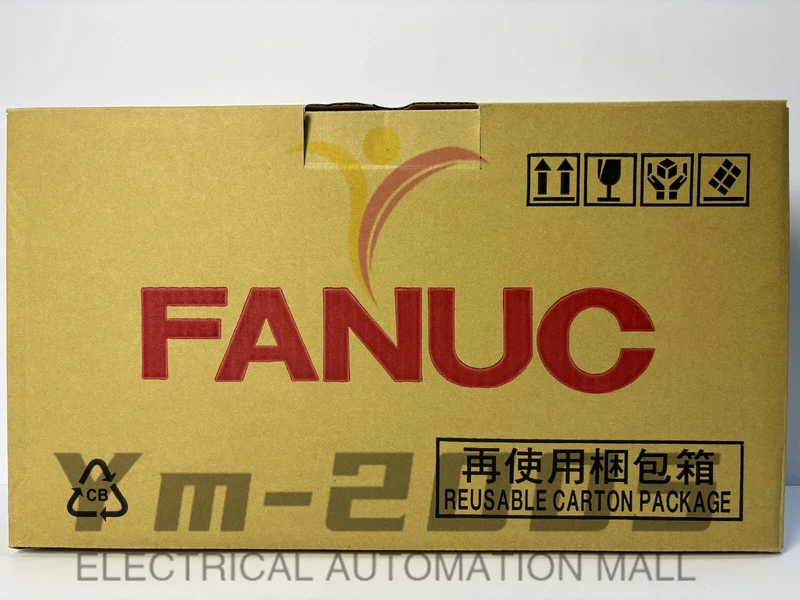 FANUC
再使用梱包箱
REUSABLE CARTON PACKAGE
CB
ELECTRICAL AUTOMATION MALL